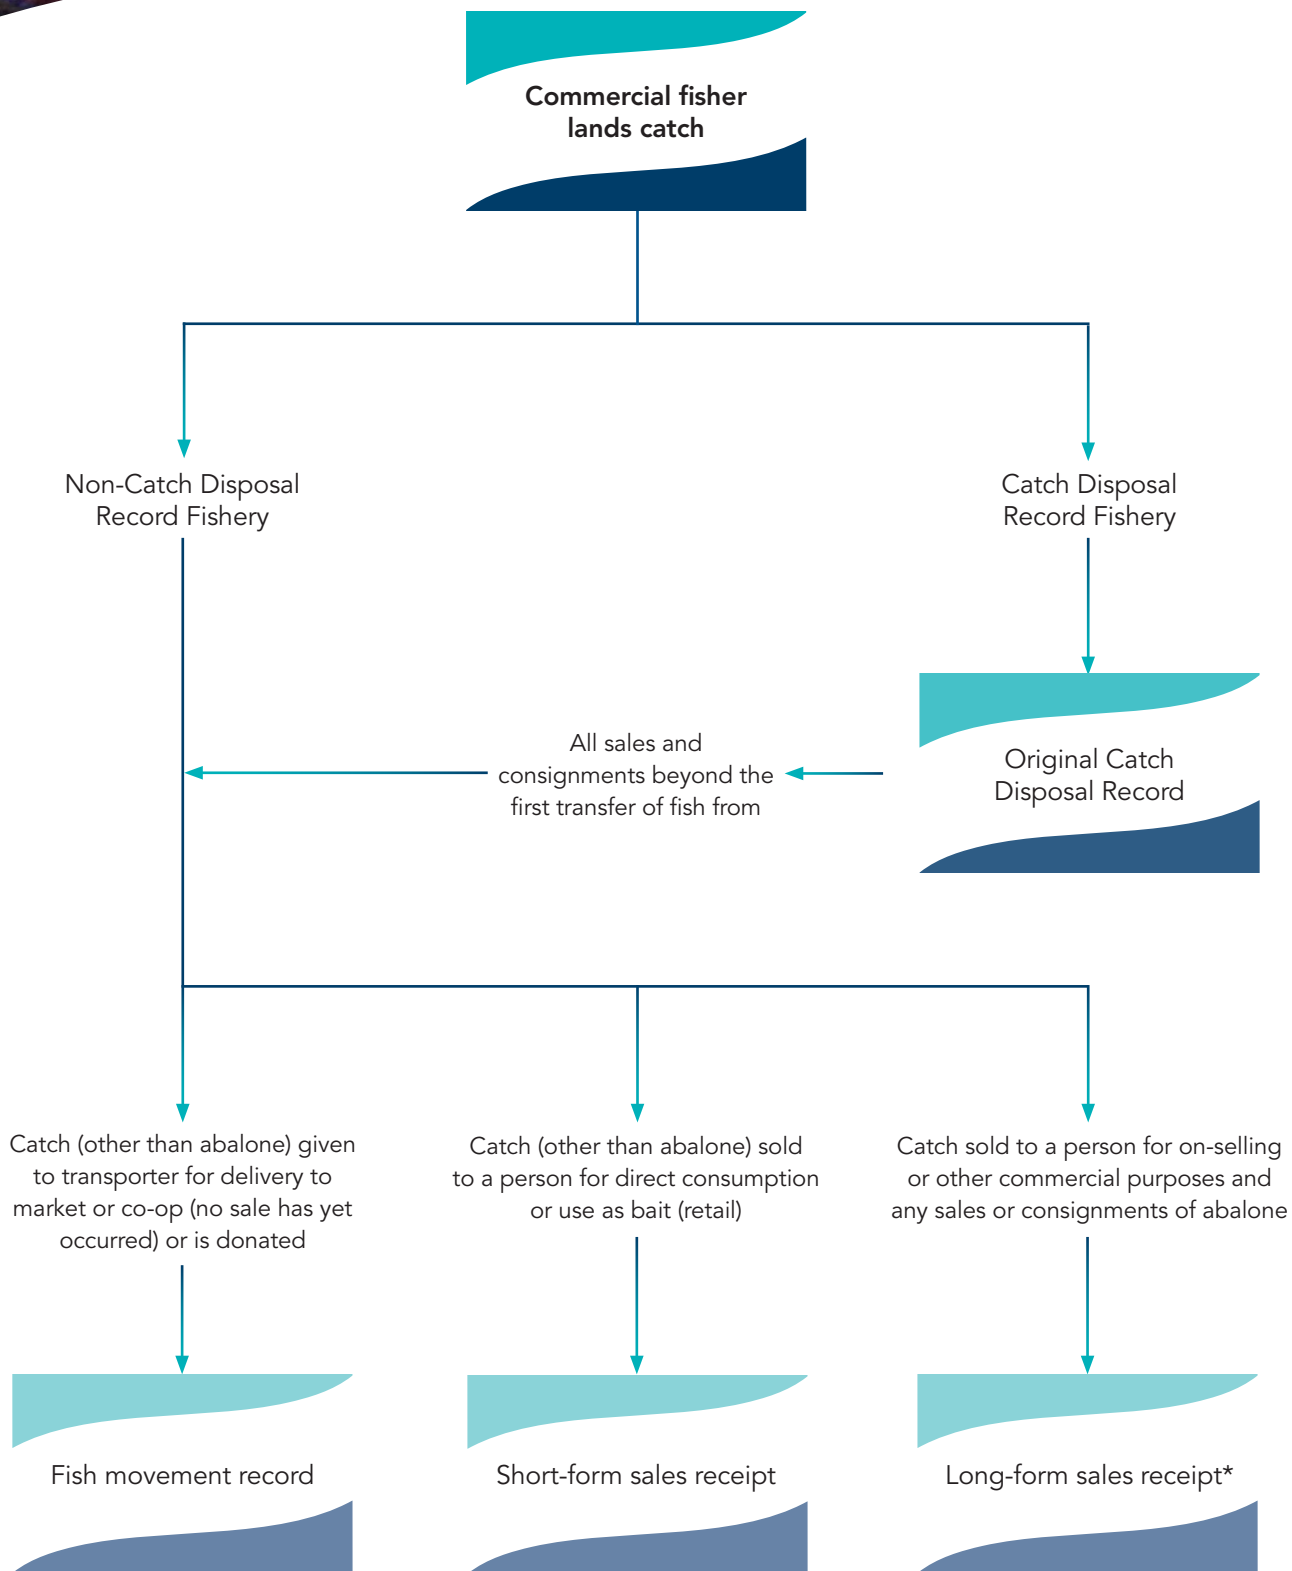 Commercial fisher
lands catch
Non-Catch Disposal
Record Fishery
Catch Disposal
Record Fishery
All sales and
consignments beyond the
first transfer of fish from
Original Catch
Disposal Record
Catch (other than abalone) given
to transporter for delivery to
market or co-op (no sale has yet
occurred) or is donated
Catch (other than abalone) sold
to a person for direct consumption
or use as bait (retail)
Catch sold to a person for on-selling
or other commercial purposes and
any sales or consignments of abalone
Fish movement record
Short-form sales receipt
Long-form sales receipt*